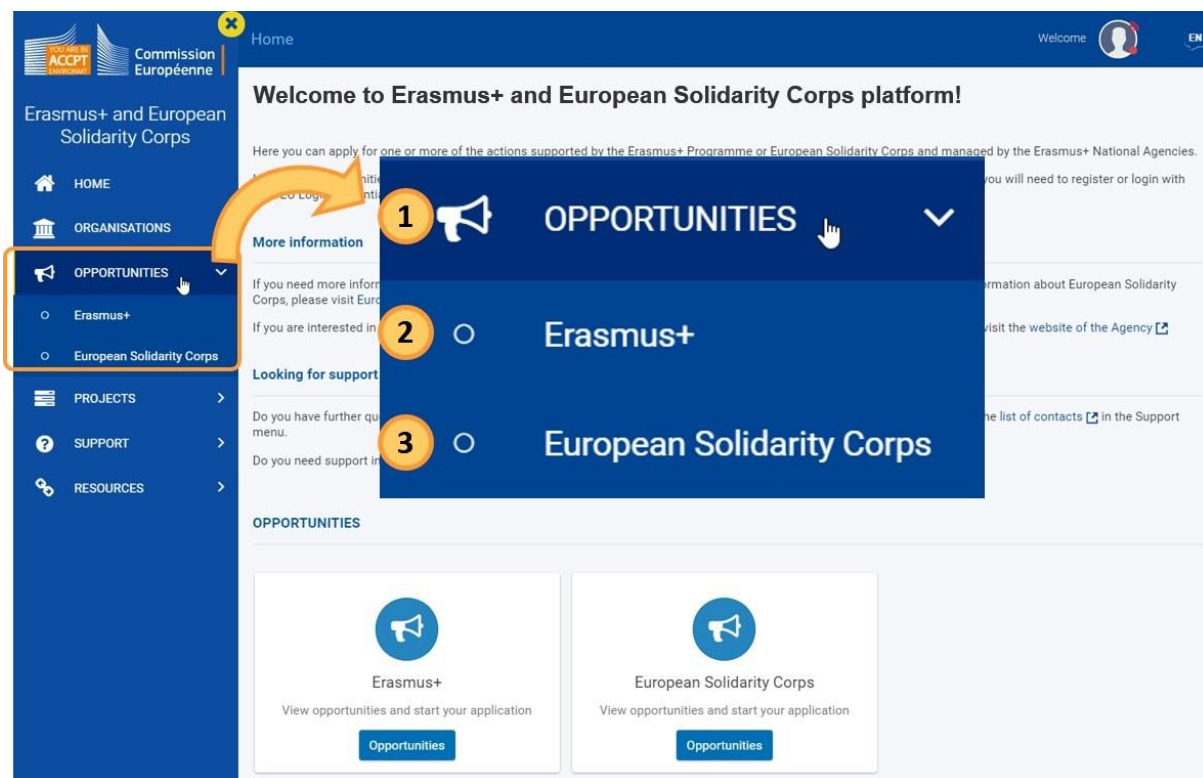 YOU ARE IN
ACCPT
ENVIRONMT.
Commission
Européenne
Home
Welcome
EN
Erasmus+ and European
Solidarity Corps
HOME
ORGANISATIONS
OPPORTUNITIES
Erasmus+
European Solidarity Corps
PROJECTS
SUPPORT
RESOURCES
Welcome to Erasmus+ and European Solidarity Corps platform!
Here you can apply for one or more of the actions supported by the Erasmus+ Programme or European Solidarity Corps and managed by the Erasmus+ National Agencies.
you will need to register or login with
More information
If you need more
ormation about European Solidarity
Corps, please visit
If you are interested in
visit the website of the Agency
Looking for support
Do you have further
list of contacts in the Support
menu.
Do you need support
1 OPPORTUNITIES
2 Erasmus+
3 European Solidarity Corps
OPPORTUNITIES
Erasmus+
View opportunities and start your application
Opportunities
European Solidarity Corps
View opportunities and start your application
Opportunities